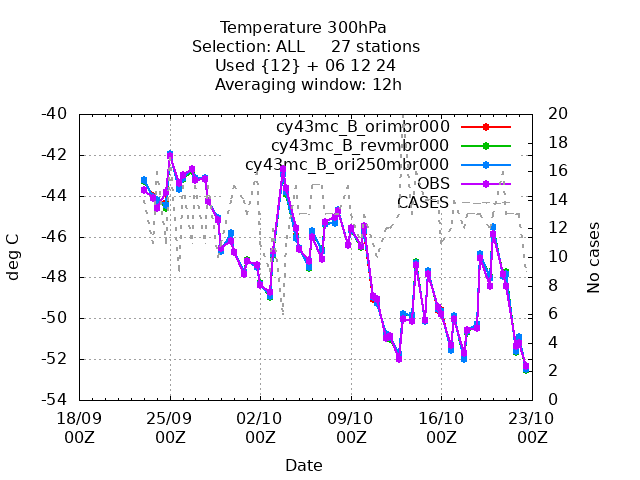 Temperature 300hPa
Selection: ALL     27 stations
Used {12} + 06 12 24
Averaging window: 12h
cy43mc_B_orimbr000
cy43mc_B_revmbr000
cy43mc_B_ori250mbr000
OBS
CASES
-40
-42
-44
-46
-48
-50
-52
-54
deg C
20
18
16
14
12
10
8
6
4
2
0
No cases
18/09 25/09 02/10 09/10 16/10 23/10
00Z 00Z 00Z 00Z 00Z 00Z
Date